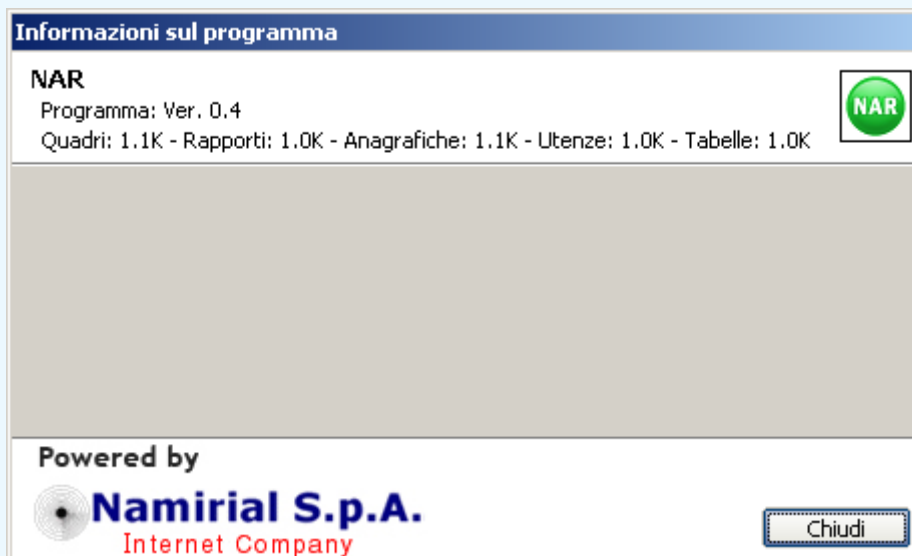 Informazioni sul programma
NAR
NAR
Programma: Ver. 0.4
Quadri: 1.1K - Rapporti: 1.0K - Anagrafiche: 1.1K - Utenze: 1.0K - Tabelle: 1.0K
Powered by
Namirial S.p.A.
Internet Company
Chiudi